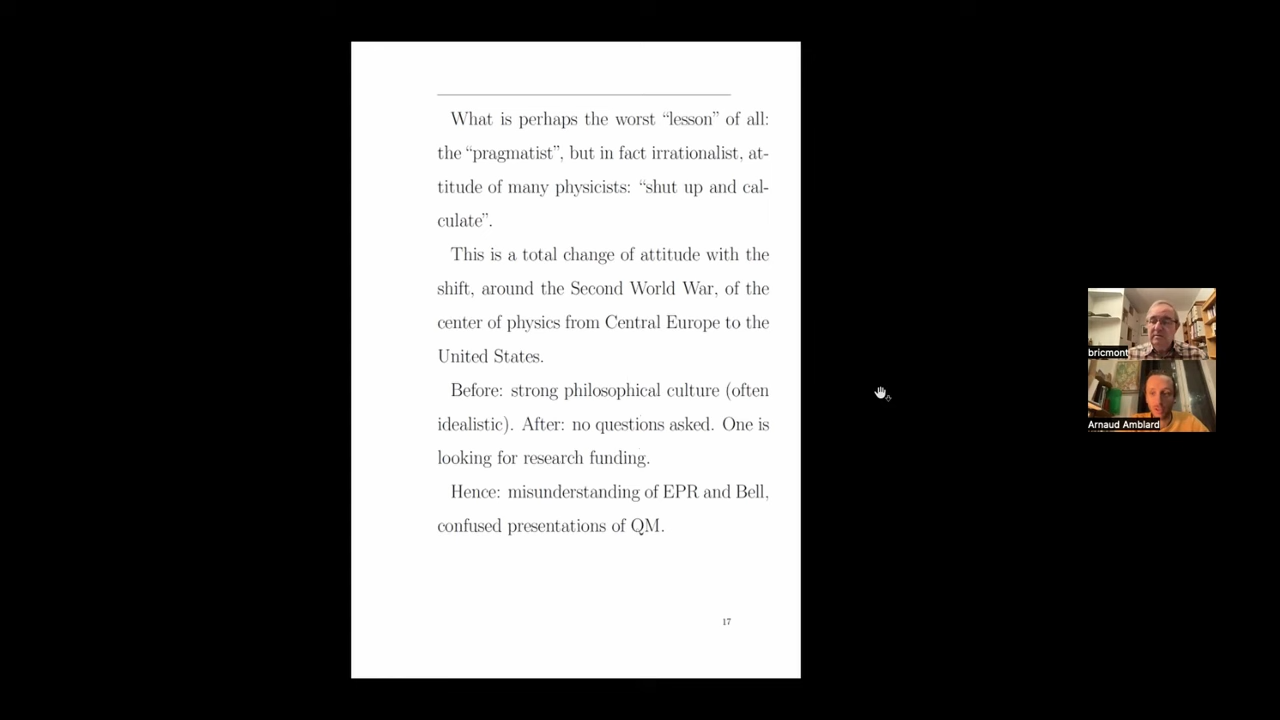 What is perhaps the worst “lesson” of all:
the “pragmatist”, but in fact irrationalist, at-
titude of many physicists: “shut up and cal-
culate”.
This is a total change of attitude with the
shift, around the Second World War, of the
center of physics from Central Europe to the
United States.
Before: strong philosophical culture (often
idealistic). After: no questions asked. One is
looking for research funding.
Hence: misunderstanding of EPR and Bell,
confused presentations of QM.
17
bricmont
Arnaud Amblard